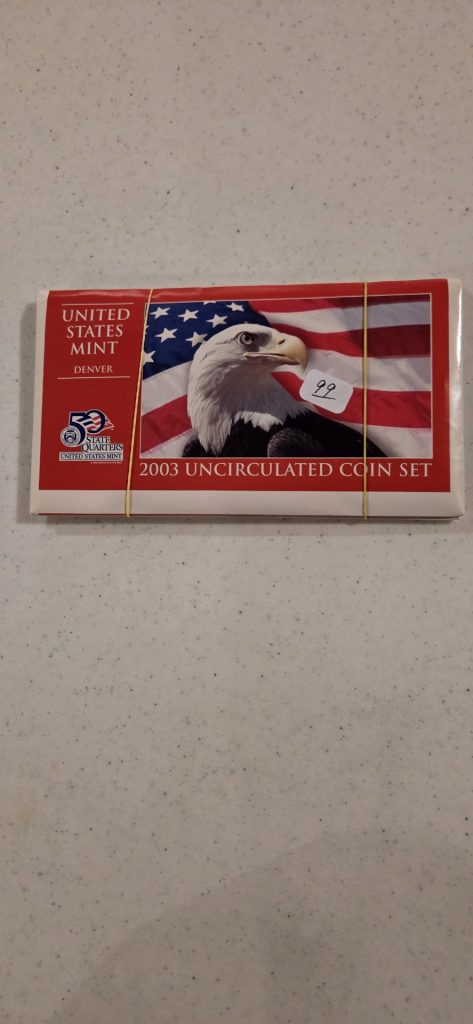 UNITED
STATES
MINT
DENVER
50
STATE
QUARTERS
UNITED STATES MINT
99
2003 UNCIRCULATED COIN SET